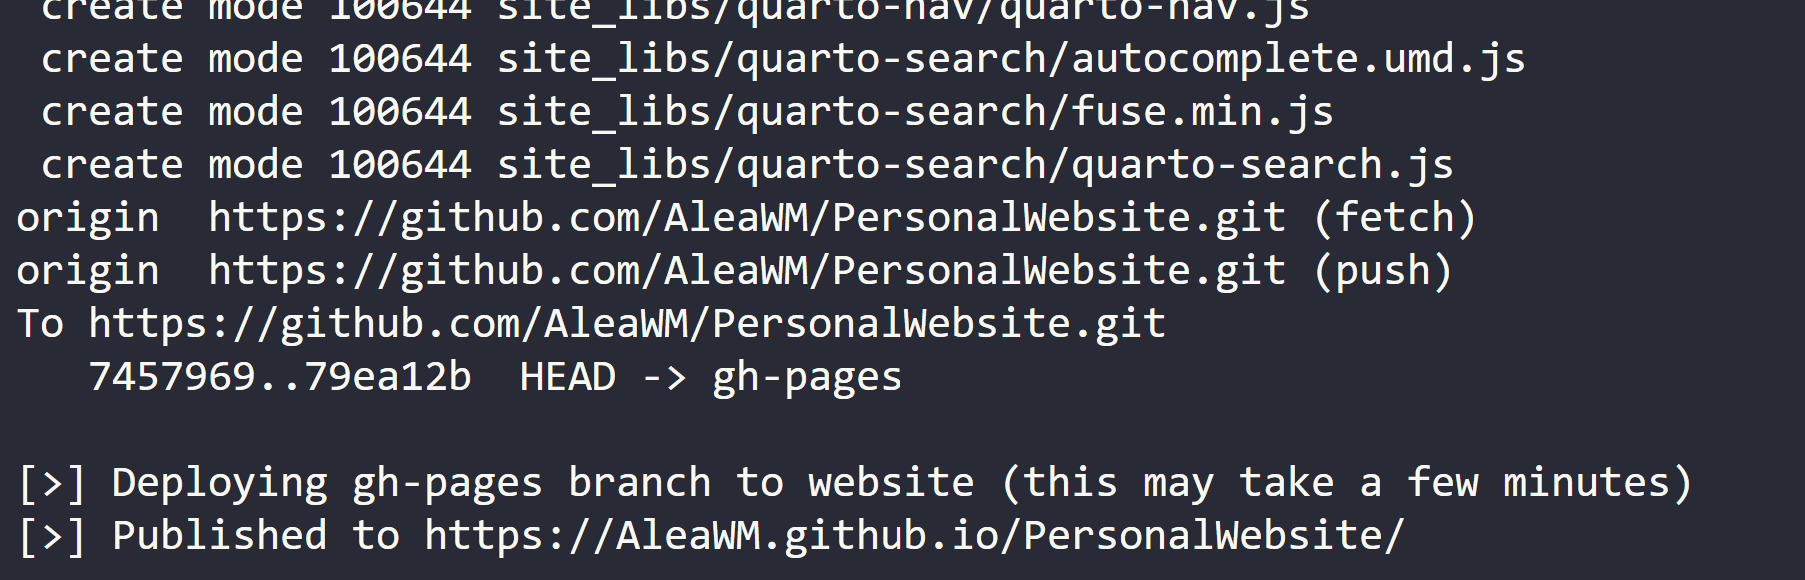 create mode 100644 site_libs/quarto-nav/quarto-nav.js
create mode 100644 site_libs/quarto-search/autocomplete.umd.js
create mode 100644 site_libs/quarto-search/fuse.min.js
create mode 100644 site_libs/quarto-search/quarto-search.js
origin  https://github.com/AleaWM/PersonalWebsite.git (fetch)
origin  https://github.com/AleaWM/PersonalWebsite.git (push)
To https://github.com/AleaWM/PersonalWebsite.git
   7457969..79ea12b  HEAD -> gh-pages
[>] Deploying gh-pages branch to website (this may take a few minutes)
[>] Published to https://AleaWM.github.io/PersonalWebsite/